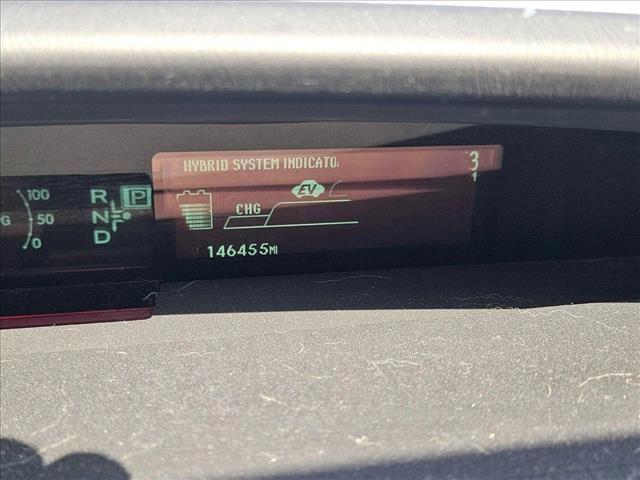 HYBRID SYSTEM INDICATO
3
1
EV
CHG
146455MI
100
50
0
G
R
P
N
D